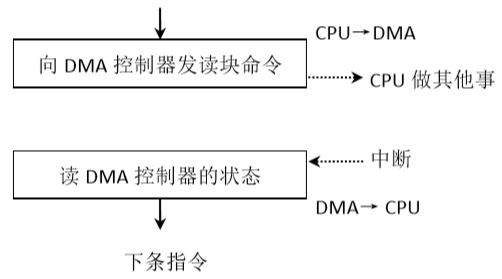 CPU→DMA
向 DMA 控制器发读块命令
CPU 做其他事
中断
读 DMA 控制器的状态
DMA→ CPU
下条指令